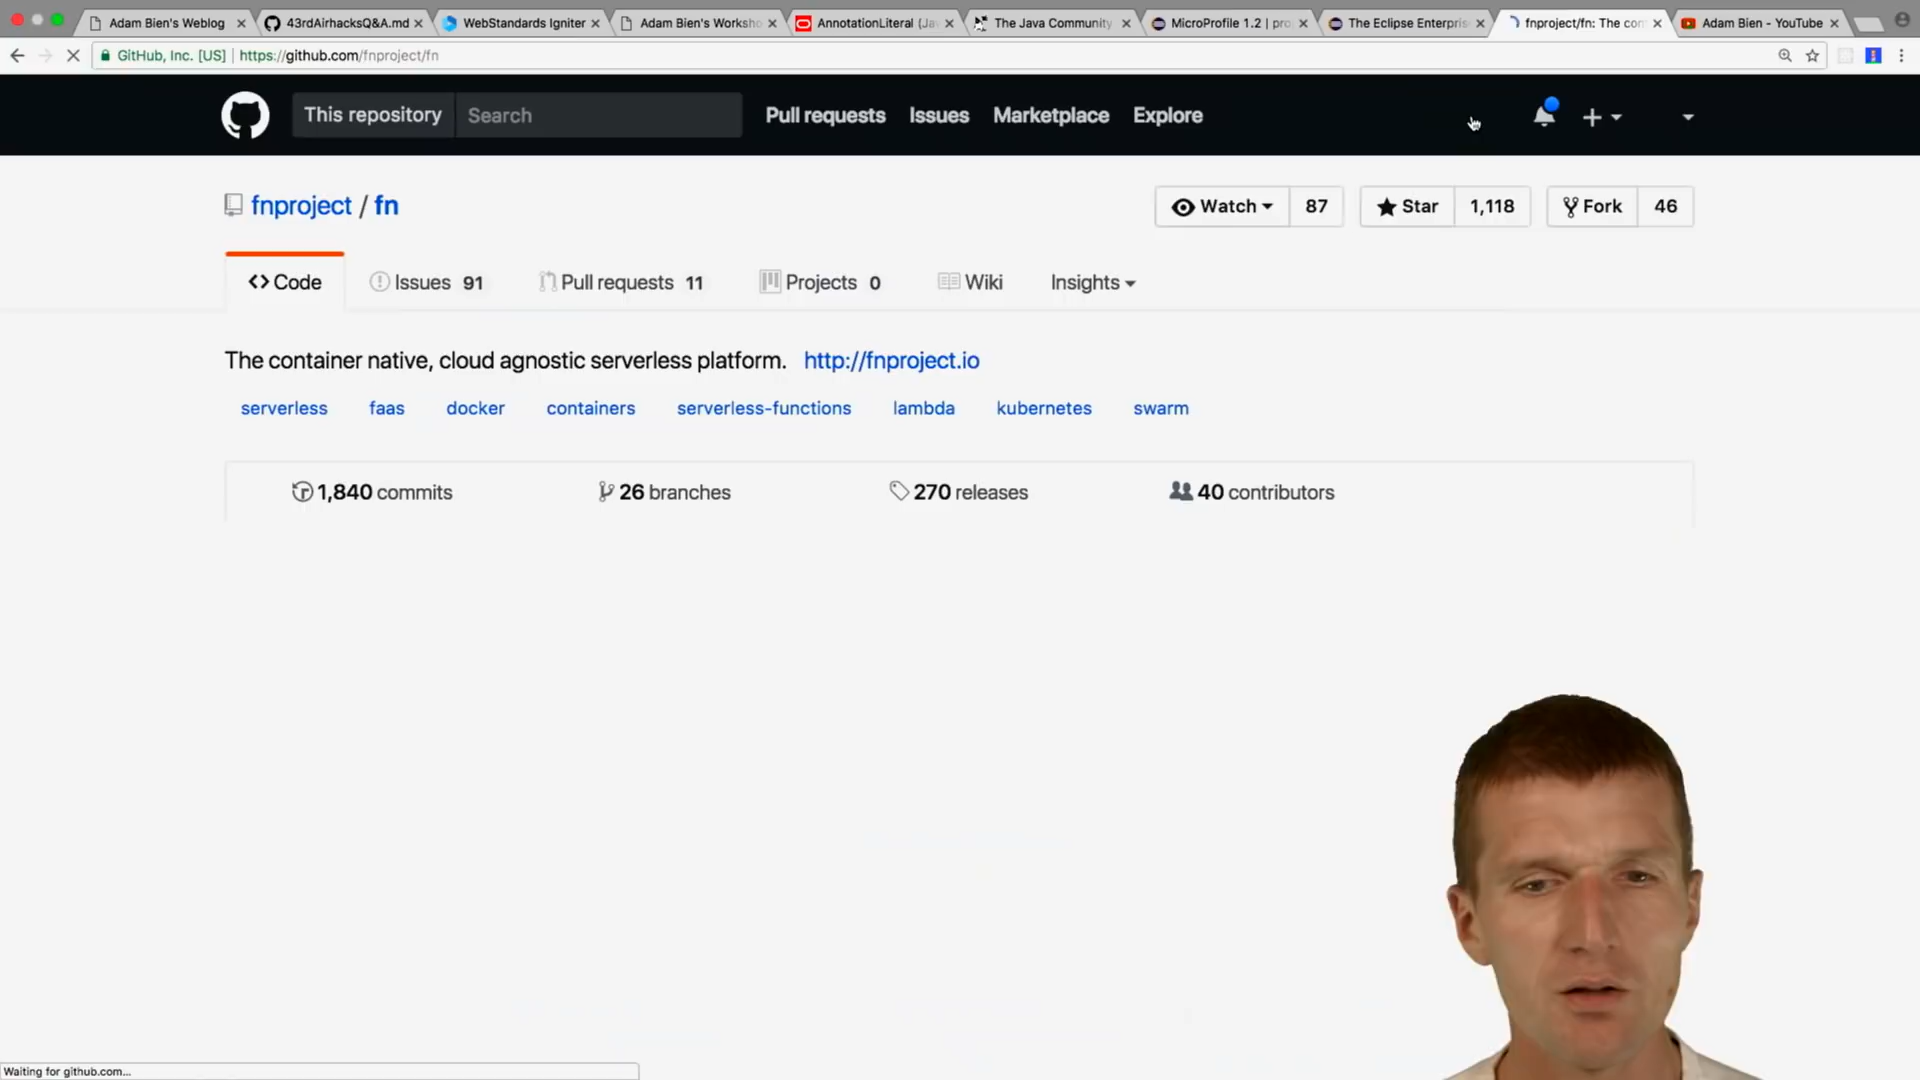 Adam Bien's Weblog
43rdAirhacksQ&A.md
WebStandards Igniter
Adam Bien's Worksho
AnnotationLiteral (Ja
The Java Community
MicroProfile 1.2 | pro
The Eclipse Enterpris
fnproject/fn: The con
Adam Bien - YouTube
GitHub, Inc. [US] | https://github.com/fnproject/fn
This repository Search Pull requests Issues Marketplace Explore
fnproject / fn
Watch 87 Star 1,118 Fork 46
Code Issues 91 Pull requests 11 Projects 0 Wiki Insights
The container native, cloud agnostic serverless platform. http://fnproject.io
serverless faas docker containers serverless-functions lambda kubernetes swarm
1,840 commits 26 branches 270 releases 40 contributors
Waiting for github.com...